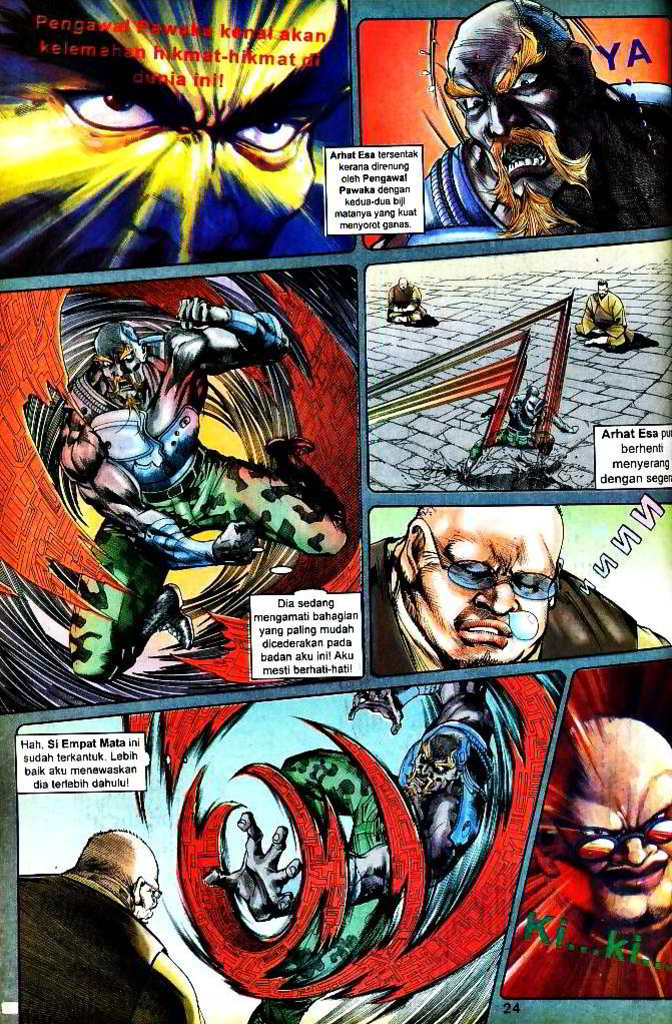 Pengawal Pawaka kenal akan
kelemahan hikmat-hikmat di
dunia ini!
YA
Arhat Esa tersentak
kerana direnung
oleh Pengawal
Pawaka dengan
kedua-dua biji
matanya yang kuat
menyorot ganas.
Arhat Esa pu
berhenti
menyerang
dengan seger
Dia sedang
mengamati bahagian
yang paling mudah
dicederakan pada
badan aku ini! Aku
mesti berhati-hati!
NNNN
Hah, Si Empat Mata ini
sudah terkantuk. Lebih
baik aku menewaskan
dia terlebih dahulu!
Ki...ki...
24